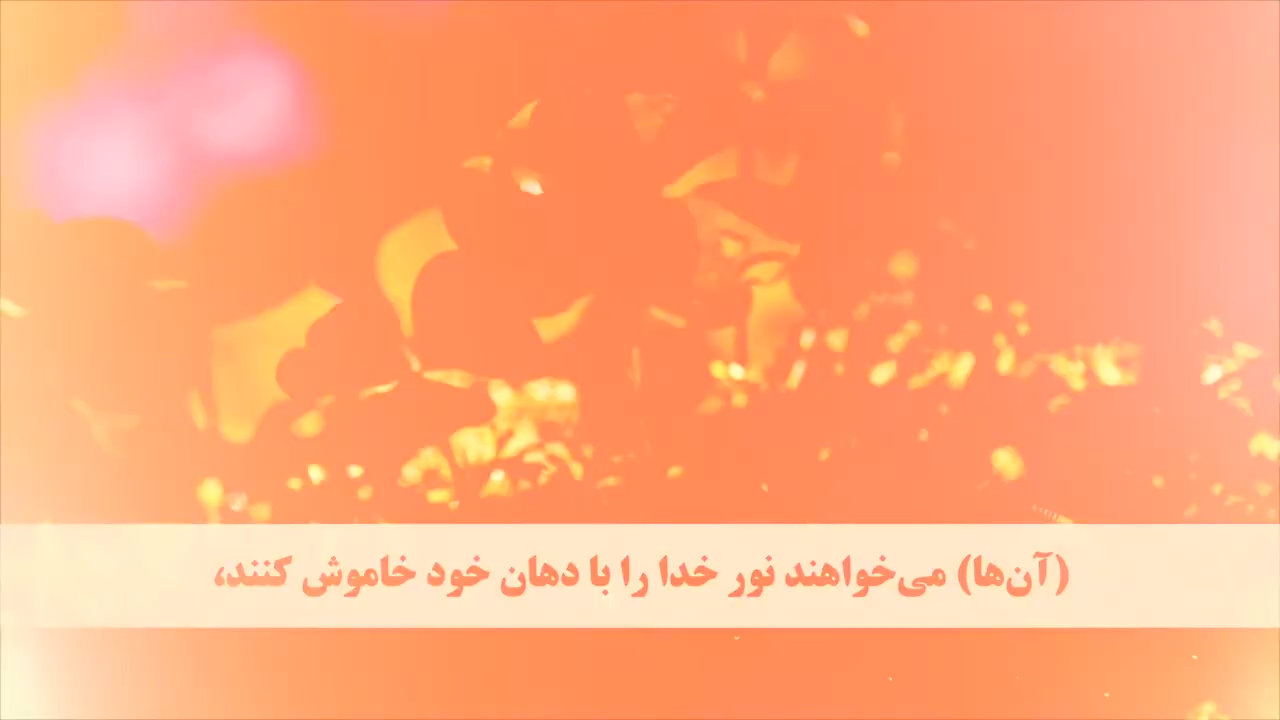 (آن‌ها) می‌خواهند نور خدا را با دهان خود خاموش کنند،